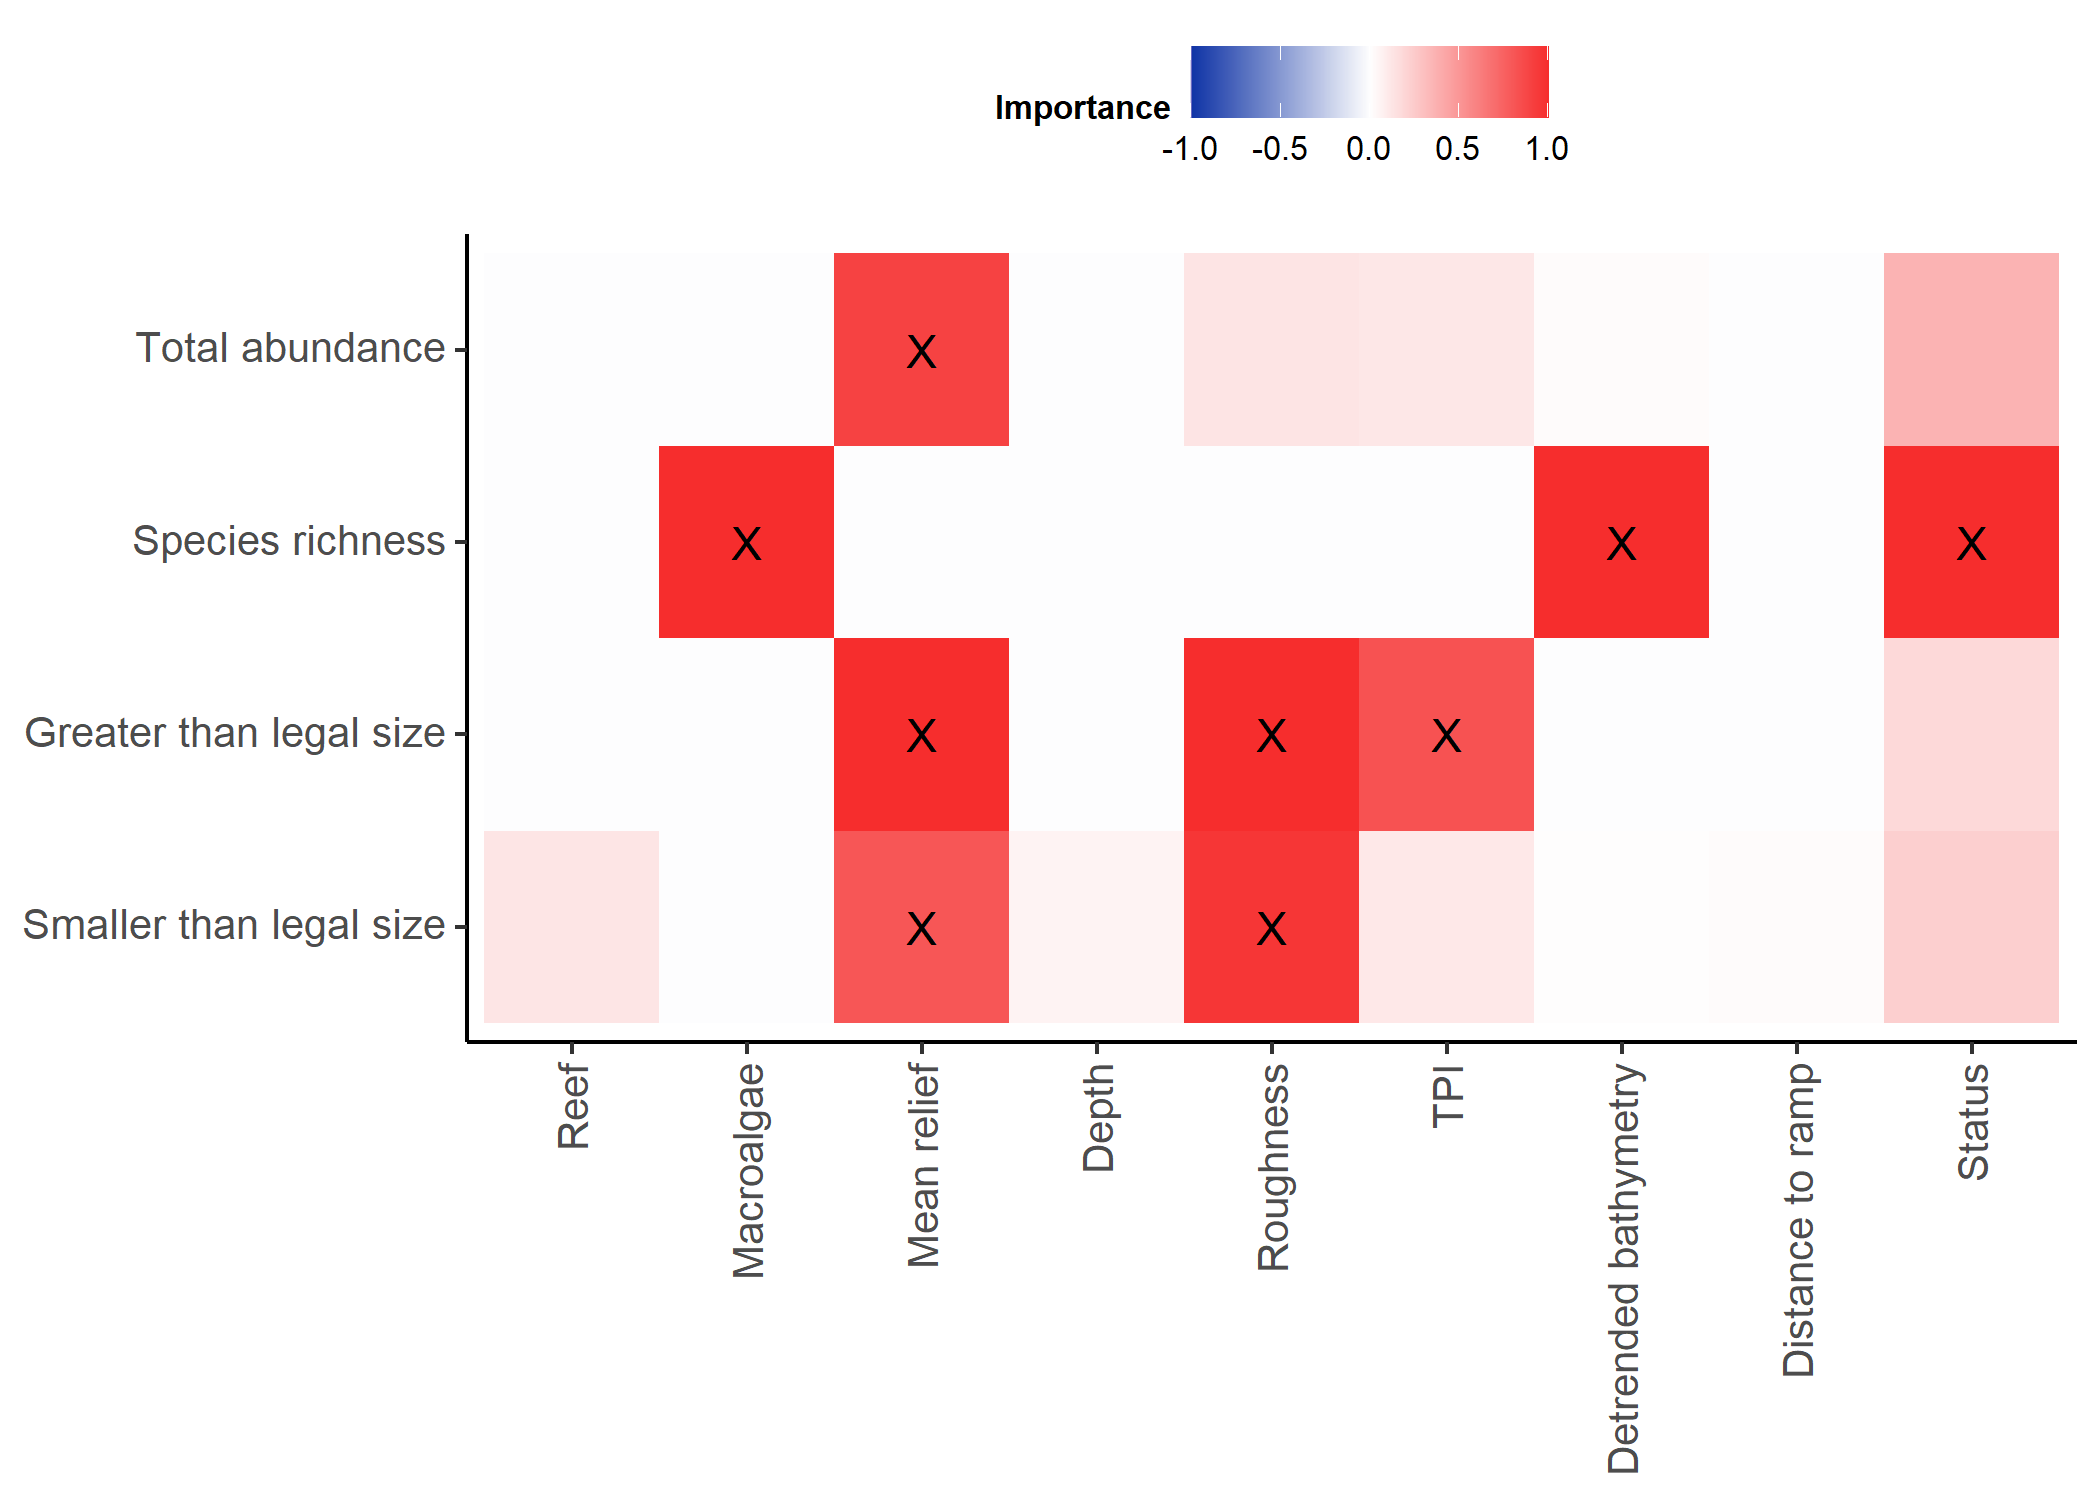 Importance
-1.0 -0.5 0.0 0.5 1.0
Total abundance
X
Species richness
X X X
Greater than legal size
X X X
Smaller than legal size
X X
Reef
Macroalgae
Mean relief
Depth
Roughness
TPI
Detrended bathymetry
Distance to ramp
Status